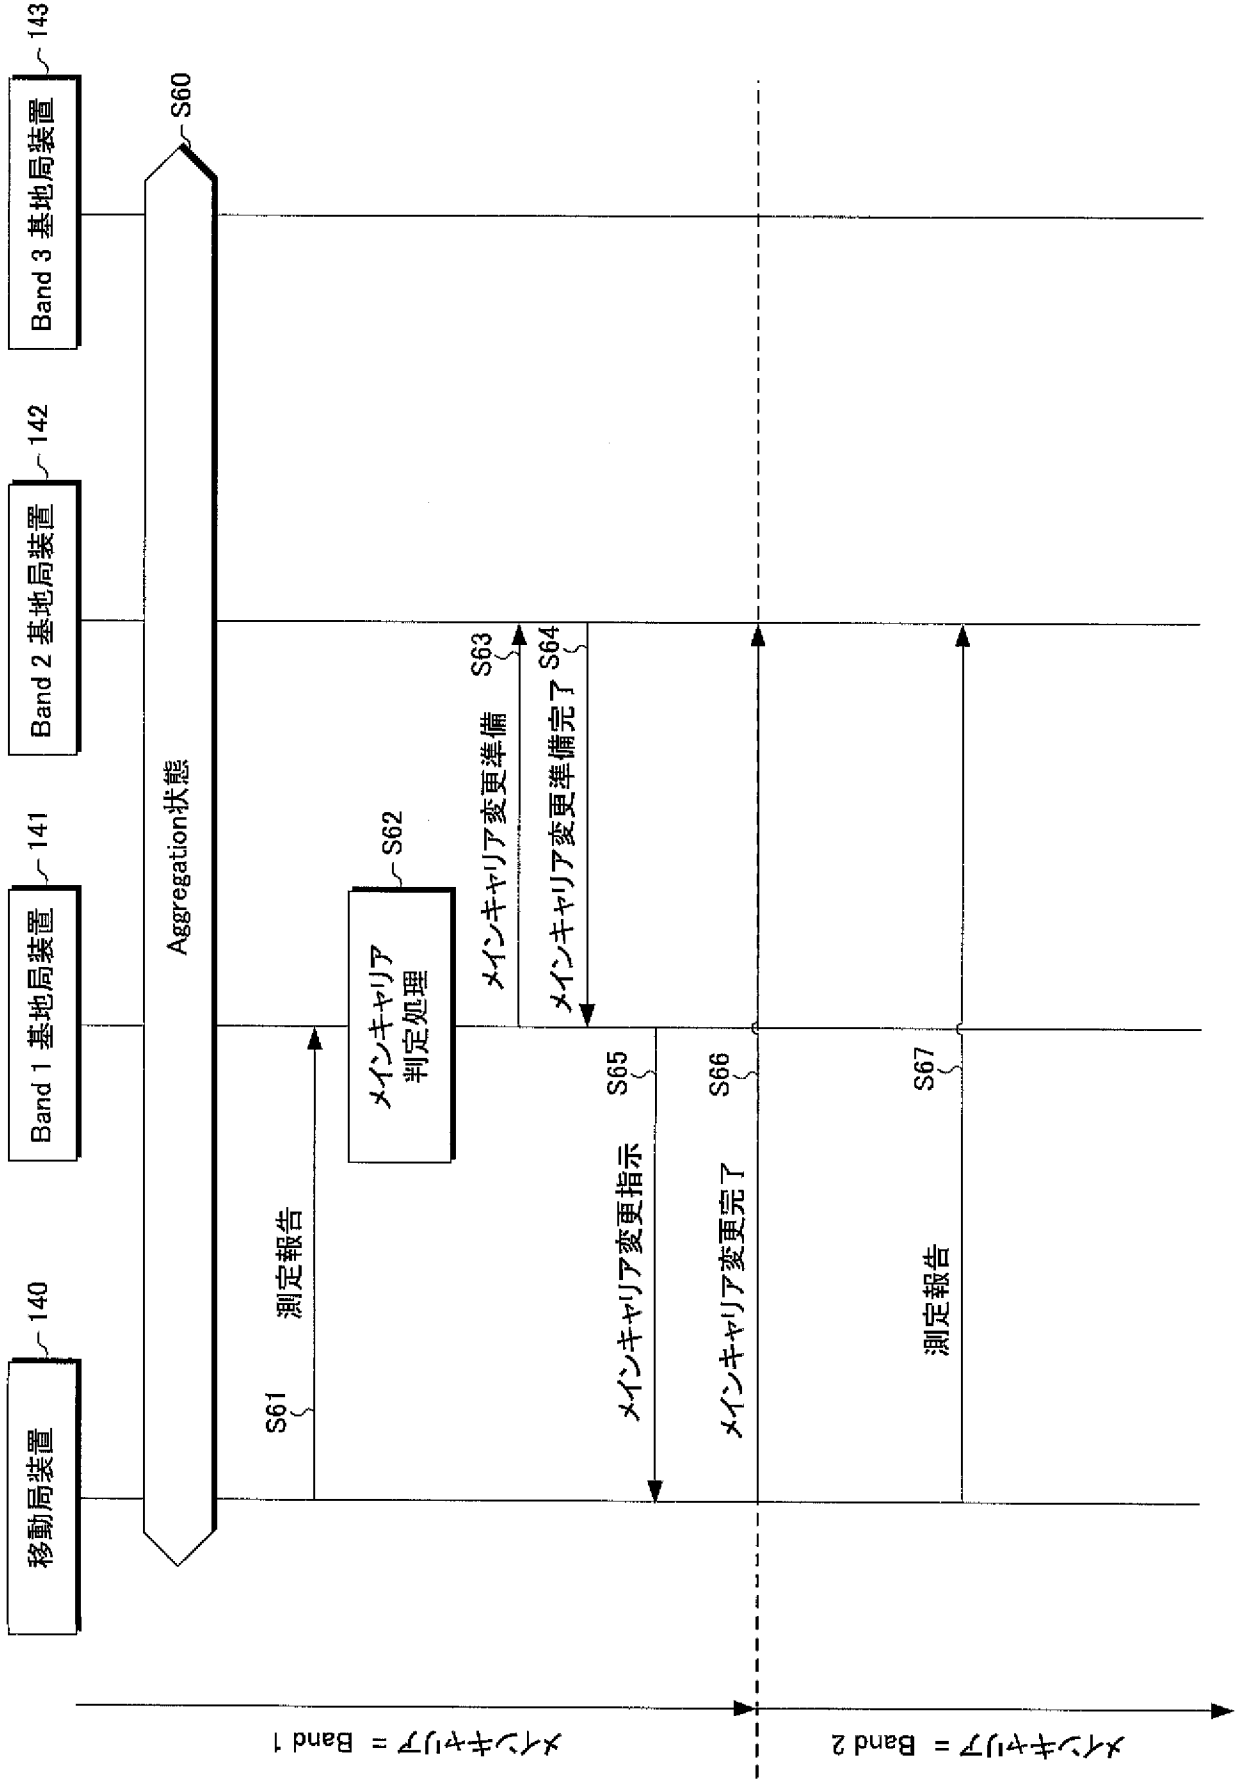 移動局装置
140
Band 1 基地局装置
141
Band 2 基地局装置
142
Band 3 基地局装置
143
Aggregation状態
S60
S61
測定報告
メインキャリア
判定処理
S62
メインキャリア変更準備
S63
メインキャリア変更準備完了
S64
メインキャリア変更指示
S65
メインキャリア変更完了
S66
測定報告
S67
メインキャリア = Band 1
メインキャリア = Band 2